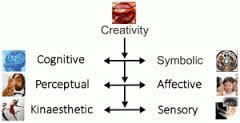 Creativity
Cognitive Symbolic
Perceptual Affective
Kinaesthetic Sensory